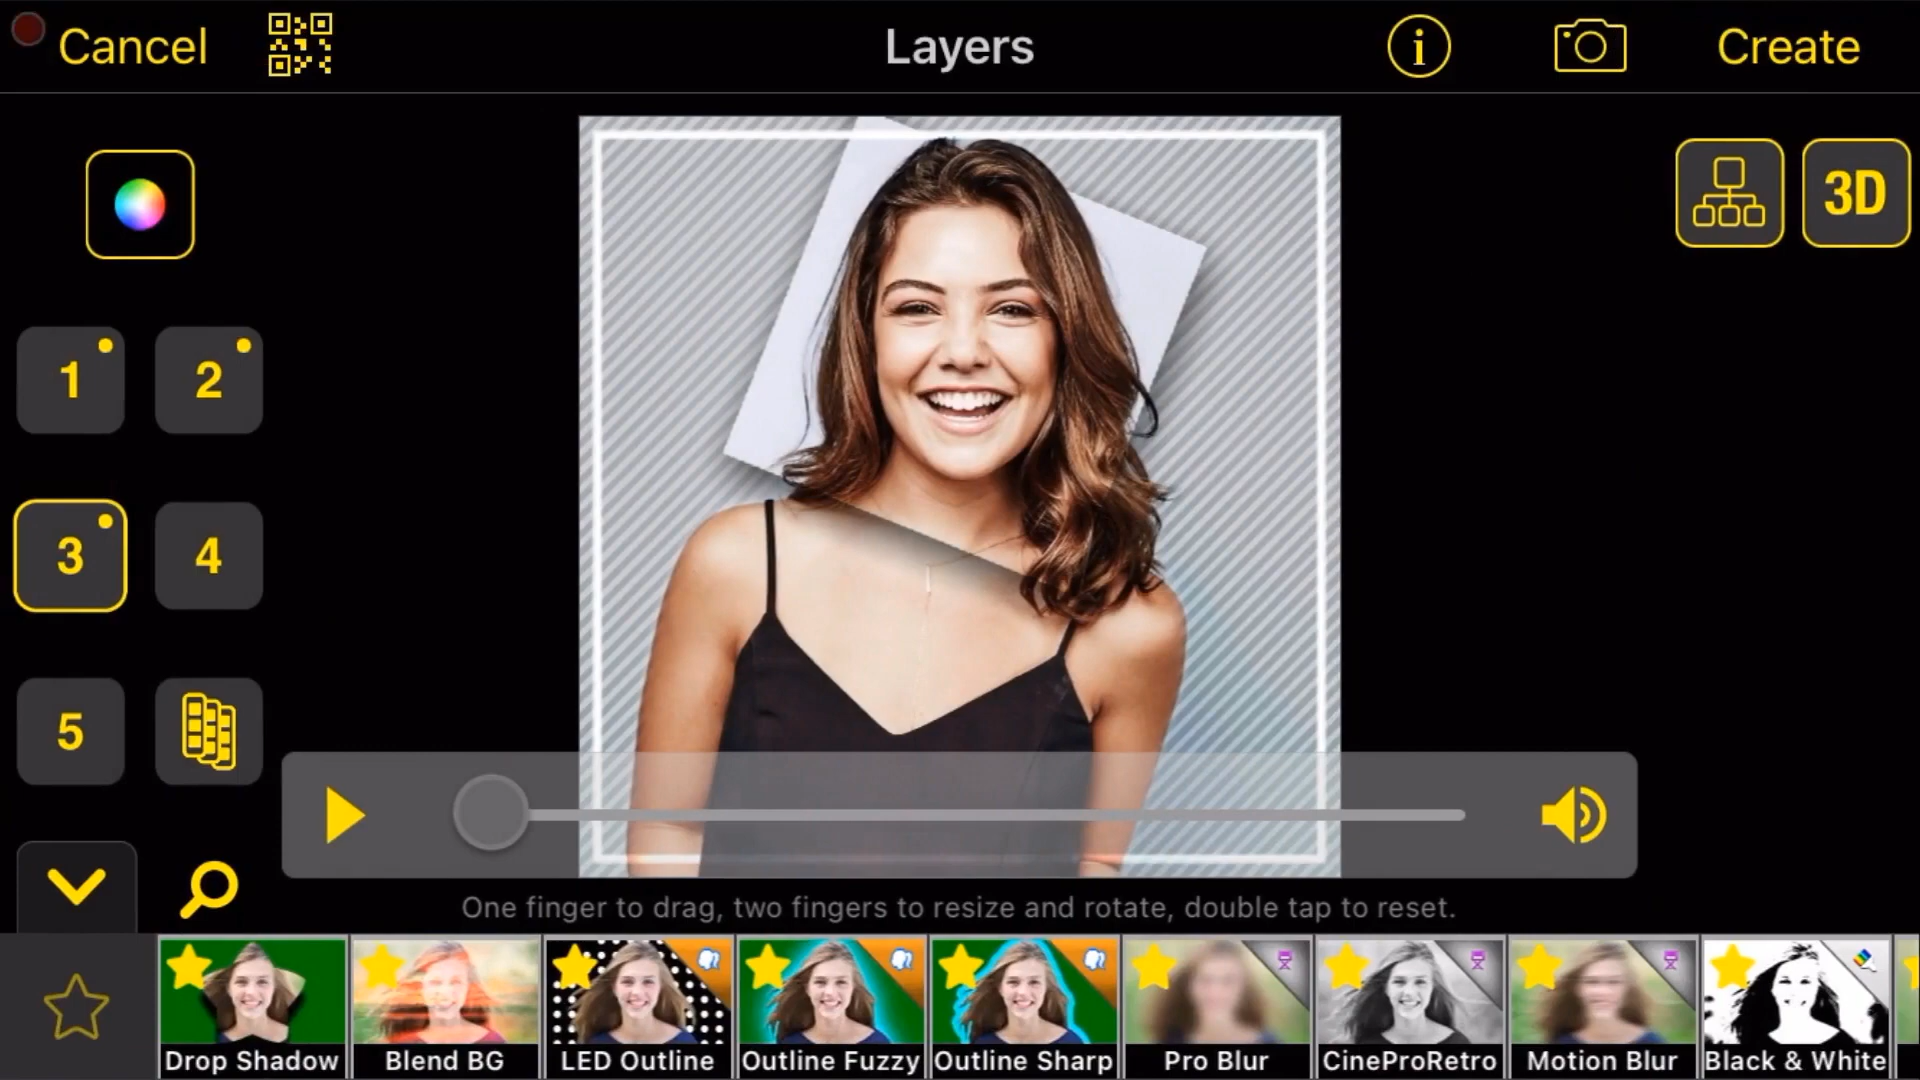 Cancel
Layers
i
Create
3D
1
2
3
4
5
One finger to drag, two fingers to resize and rotate, double tap to reset.
Drop Shadow
Blend BG
LED Outline
Outline Fuzzy
Outline Sharp
Pro Blur
CineProRetro
Motion Blur
Black & White